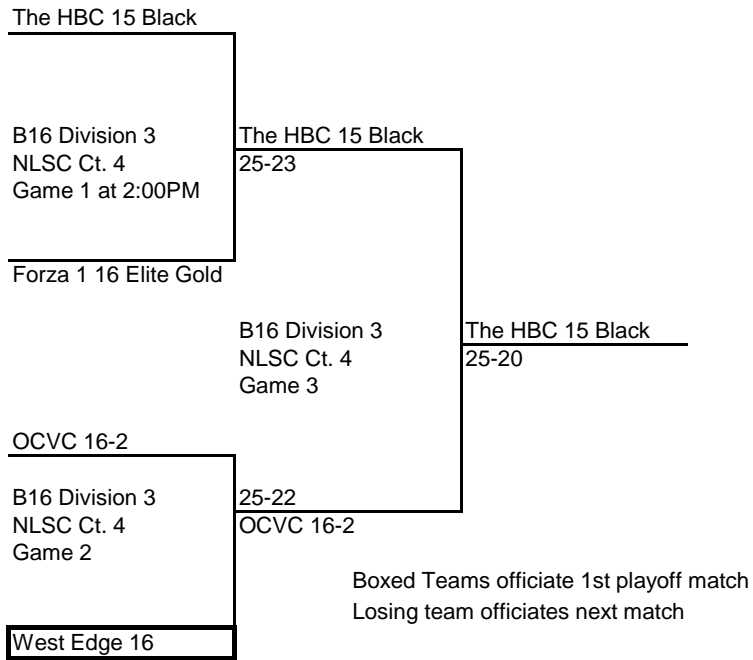 The HBC 15 Black
B16 Division 3
NLSC Ct. 4
Game 1 at 2:00PM
The HBC 15 Black
25-23
Forza 1 16 Elite Gold
B16 Division 3
NLSC Ct. 4
Game 3
The HBC 15 Black
25-20
OCVC 16-2
B16 Division 3
NLSC Ct. 4
Game 2
25-22
OCVC 16-2
Boxed Teams officiate 1st playoff match
Losing team officiates next match
West Edge 16